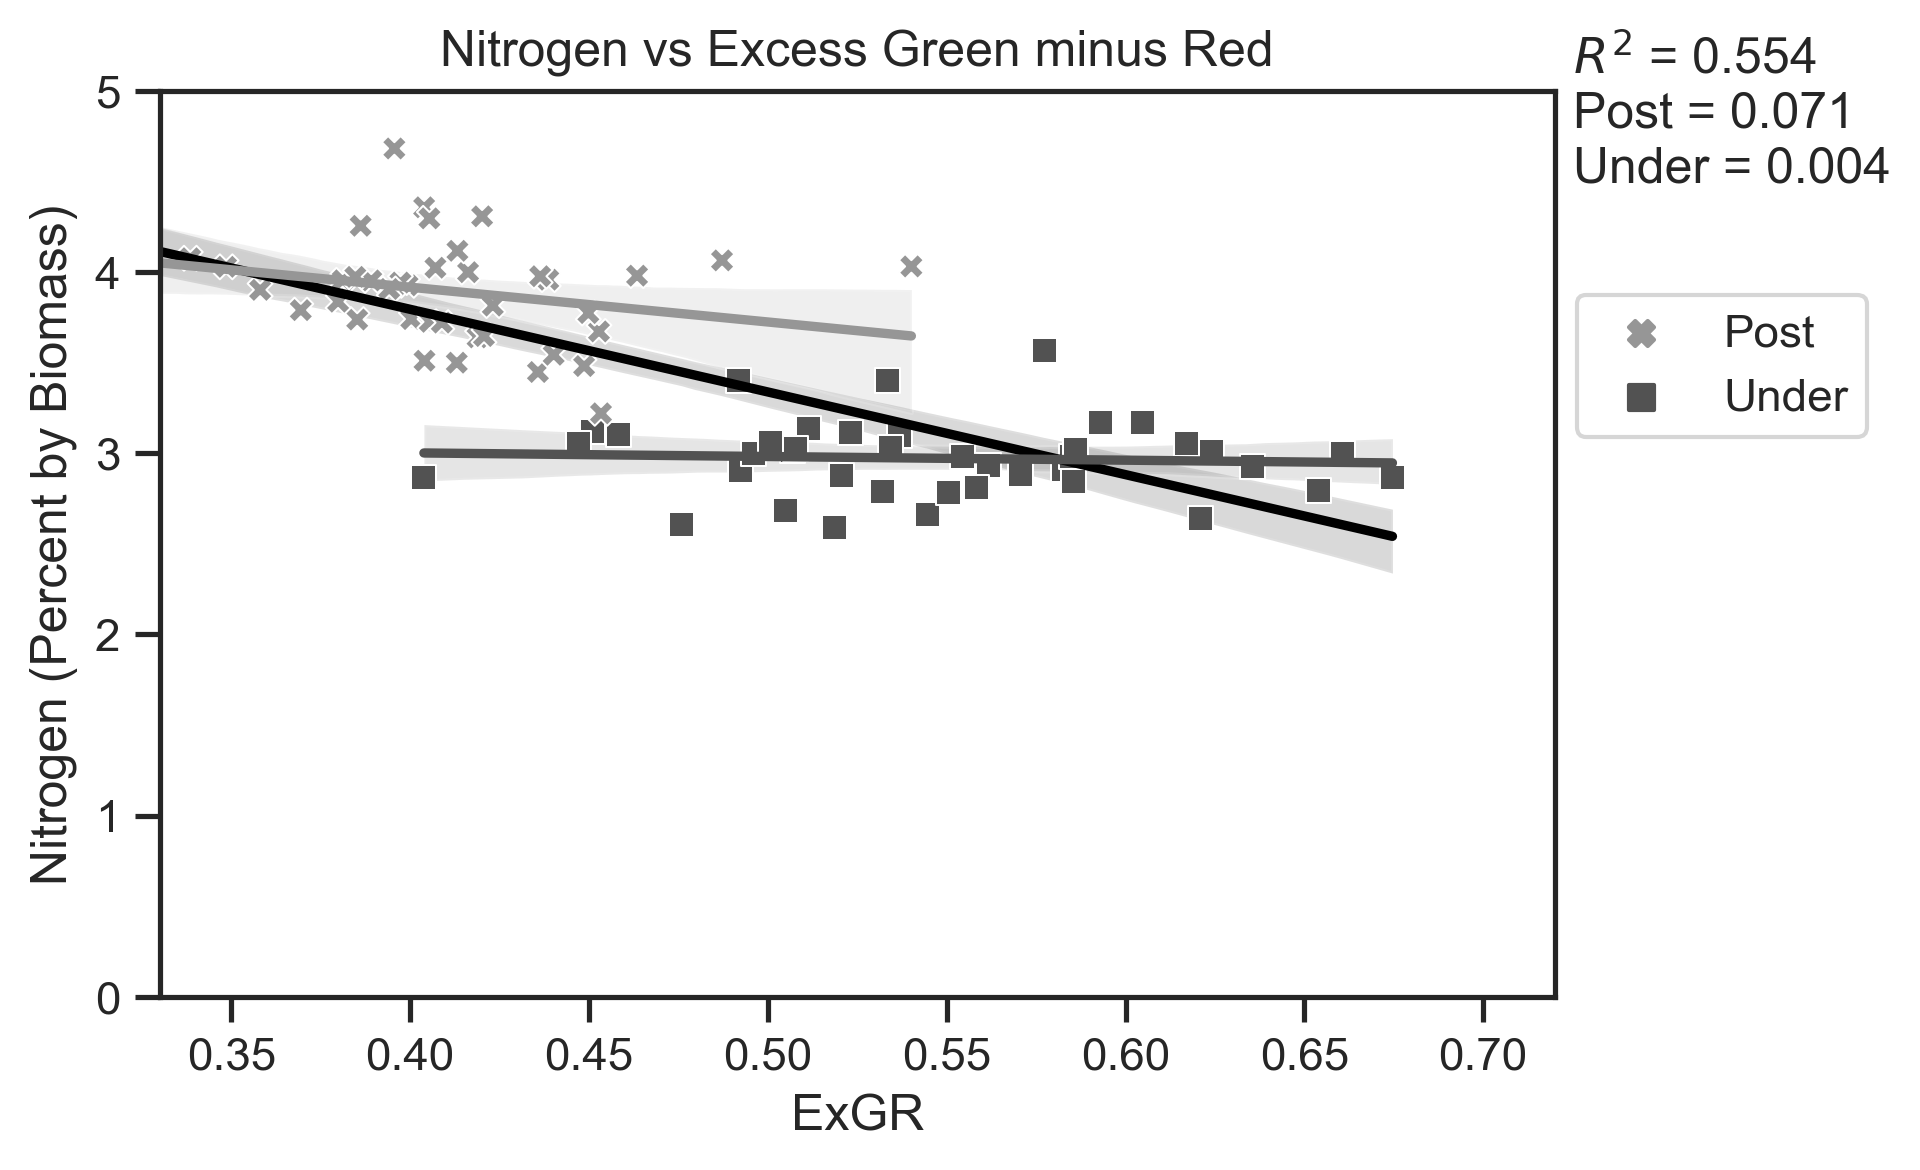 Nitrogen vs Excess Green minus Red
R² = 0.554
Post = 0.071
Under = 0.004
Post
Under
Nitrogen (Percent by Biomass)
5
4
3
2
1
0
0.35 0.40 0.45 0.50 0.55 0.60 0.65 0.70
ExGR